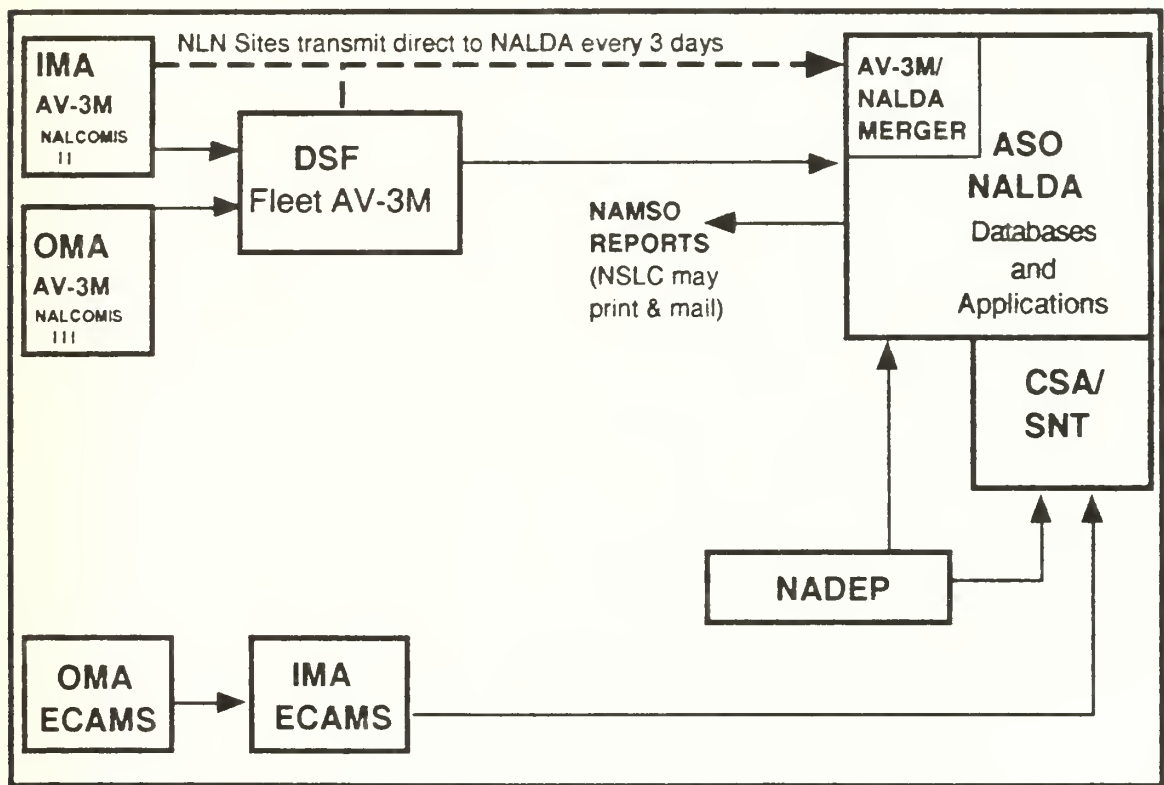 NLN Sites transmit direct to NALDA every 3 days
IMA
AV-3M
NALCOMIS
II
OMA
AV-3M
NALCOMIS
III
DSF
Fleet AV-3M
NAMSO
REPORTS
(NSLC may
print & mail)
AV-3M/
NALDA
MERGER
ASO
NALDA
Databases
and
Applications
CSA/
SNT
NADEP
OMA
ECAMS
IMA
ECAMS